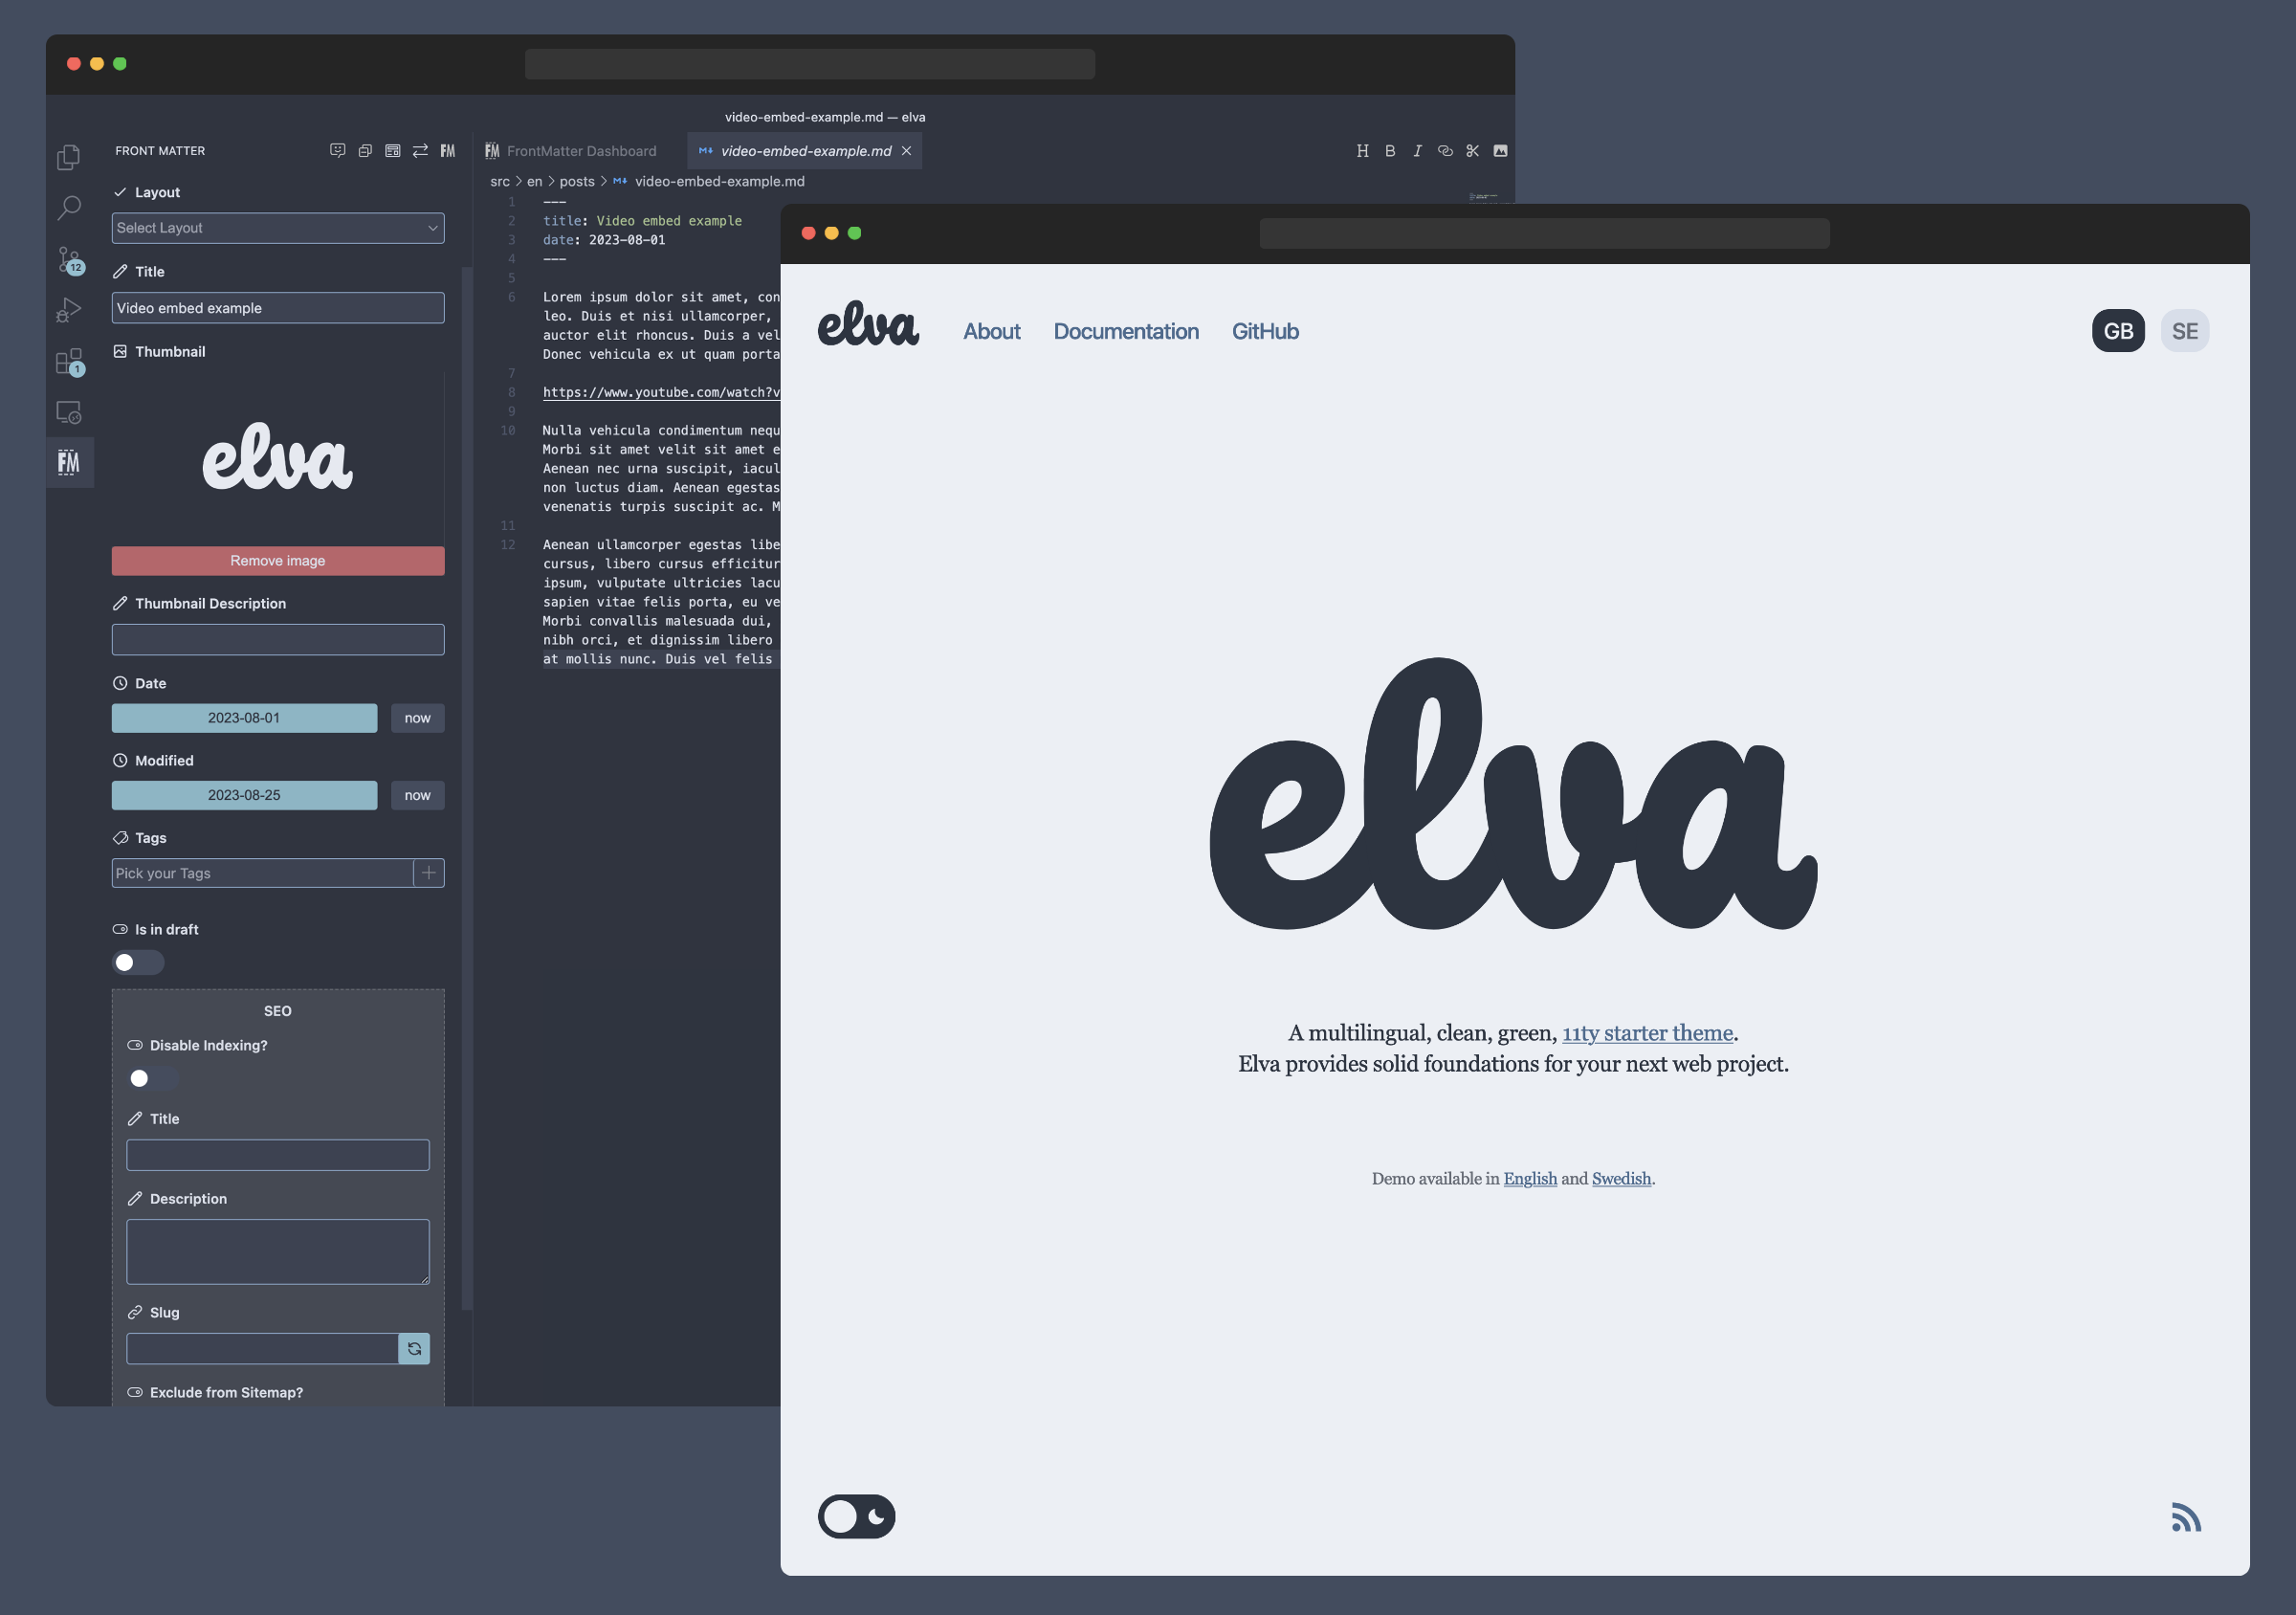 video-embed-example.md — elva
FRONT MATTER
FM
Layout
Select Layout
Title
Video embed example
Thumbnail
elva
Remove image
Thumbnail Description
Date
2023-08-01 now
Modified
2023-08-25 now
Tags
Pick your Tags
Is in draft
SEO
Disable Indexing?
Title
Description
Slug
Exclude from Sitemap?
12
1
FM
FM FrontMatter Dashboard
M video-embed-example.md
H B I
src > en > posts > M video-embed-example.md
1 ---
2 title: Video embed example
3 date: 2023-08-01
4 ---
5
6 Lorem ipsum dolor sit amet, con
leo. Duis et nisi ullamcorper,
auctor elit rhoncus. Duis a vel
Donec vehicula ex ut quam porta
7
8 https://www.youtube.com/watch?v
9
10 Nulla vehicula condimentum nequ
Morbi sit amet velit sit amet e
Aenean nec urna suscipit, iacul
non luctus diam. Aenean egestas
venenatis turpis suscipit ac. M
11
12 Aenean ullamcorper egestas libe
cursus, libero cursus efficitur
ipsum, vulputate ultricies lacu
sapien vitae felis porta, eu ve
Morbi convallis malesuada dui,
nibh orci, et dignissim libero
at mollis nunc. Duis vel felis
elva About Documentation GitHub GB SE
elva
A multilingual, clean, green, 11ty starter theme.
Elva provides solid foundations for your next web project.
Demo available in English and Swedish.